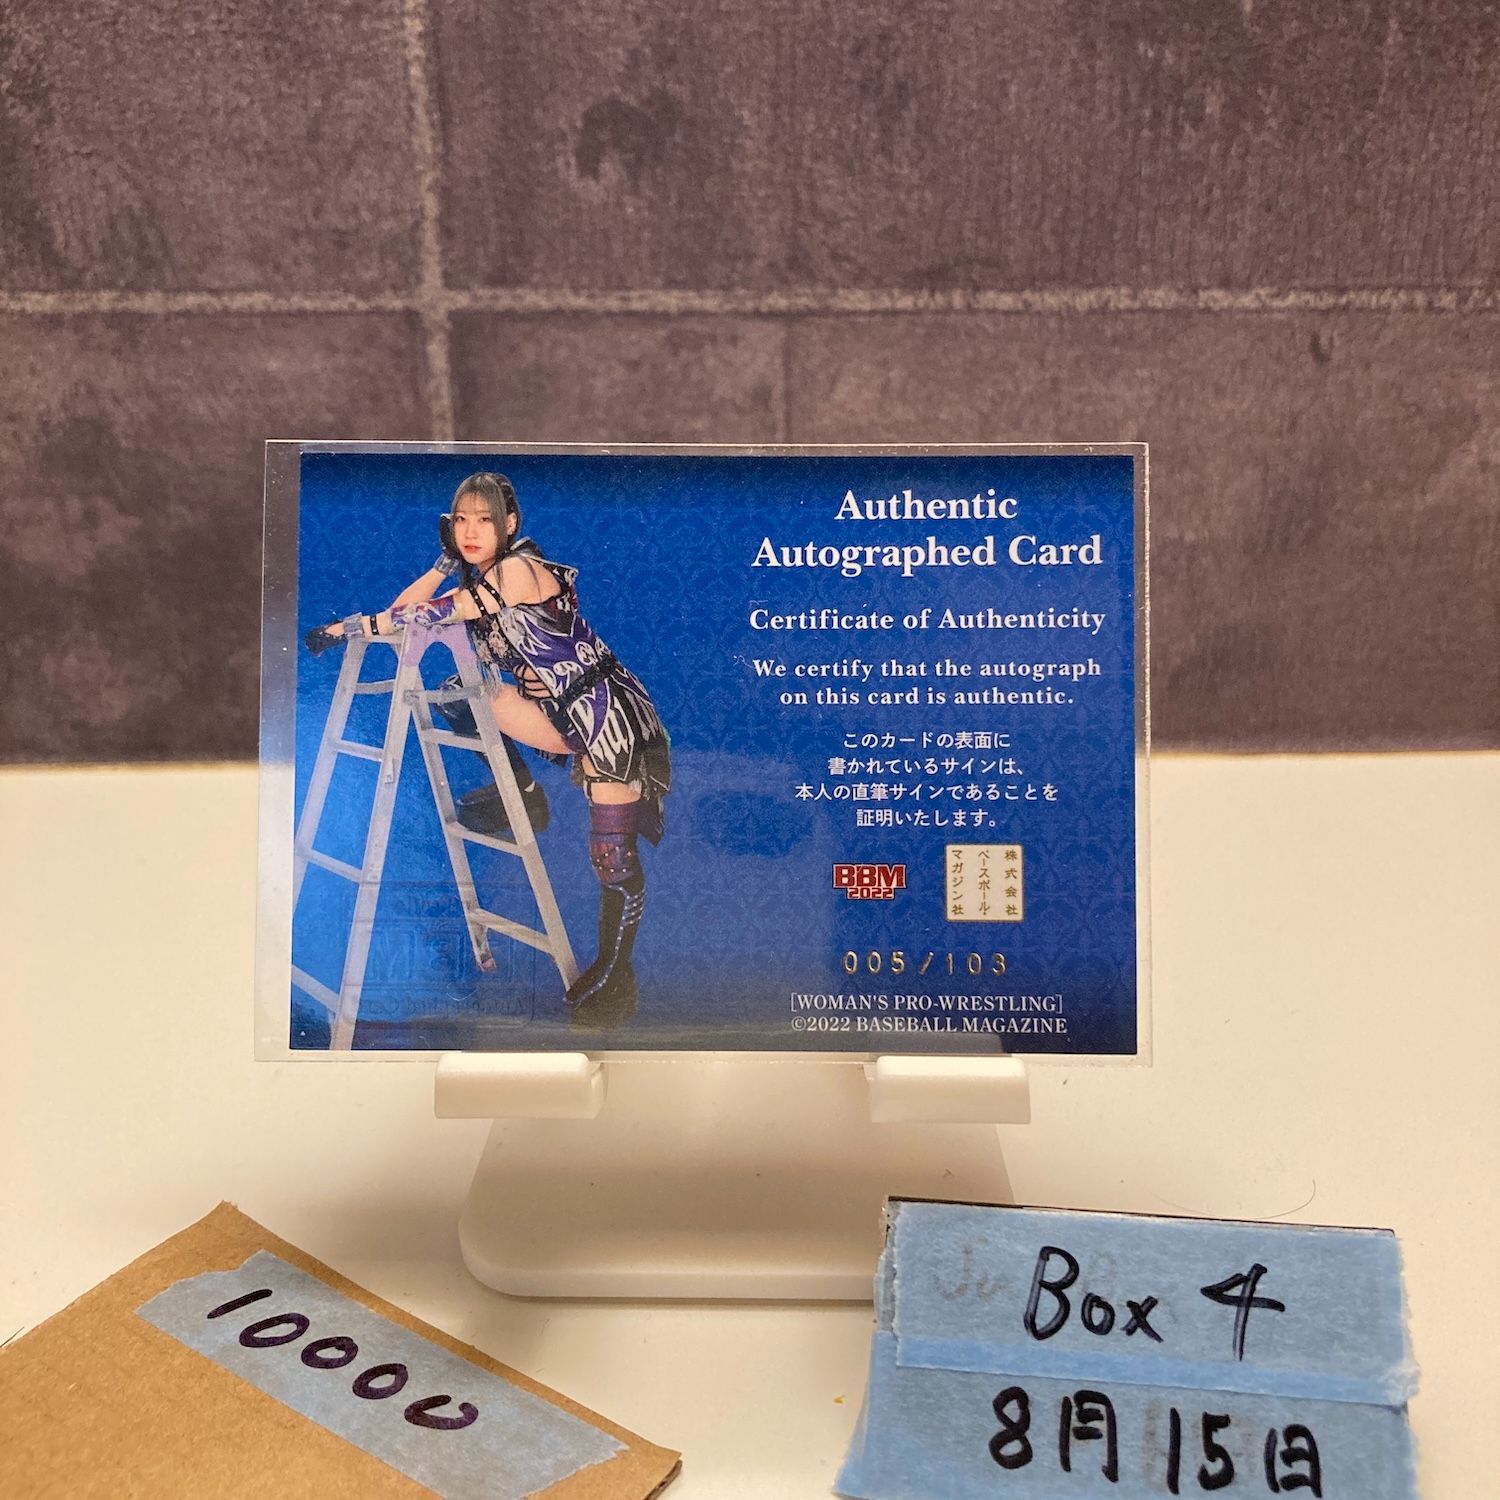 Authentic
Autographed Card
Certificate of Authenticity
We certify that the autograph
on this card is authentic.
このカードの表面に
書かれているサインは、
本人の直筆サインであることを
証明いたします。
BBM
2022
株式会社
ベースボール・
マガジン社
005/103
[WOMAN'S PRO-WRESTLING]
©2022 BASEBALL MAGAZINE
10000
Box 4
8月15日